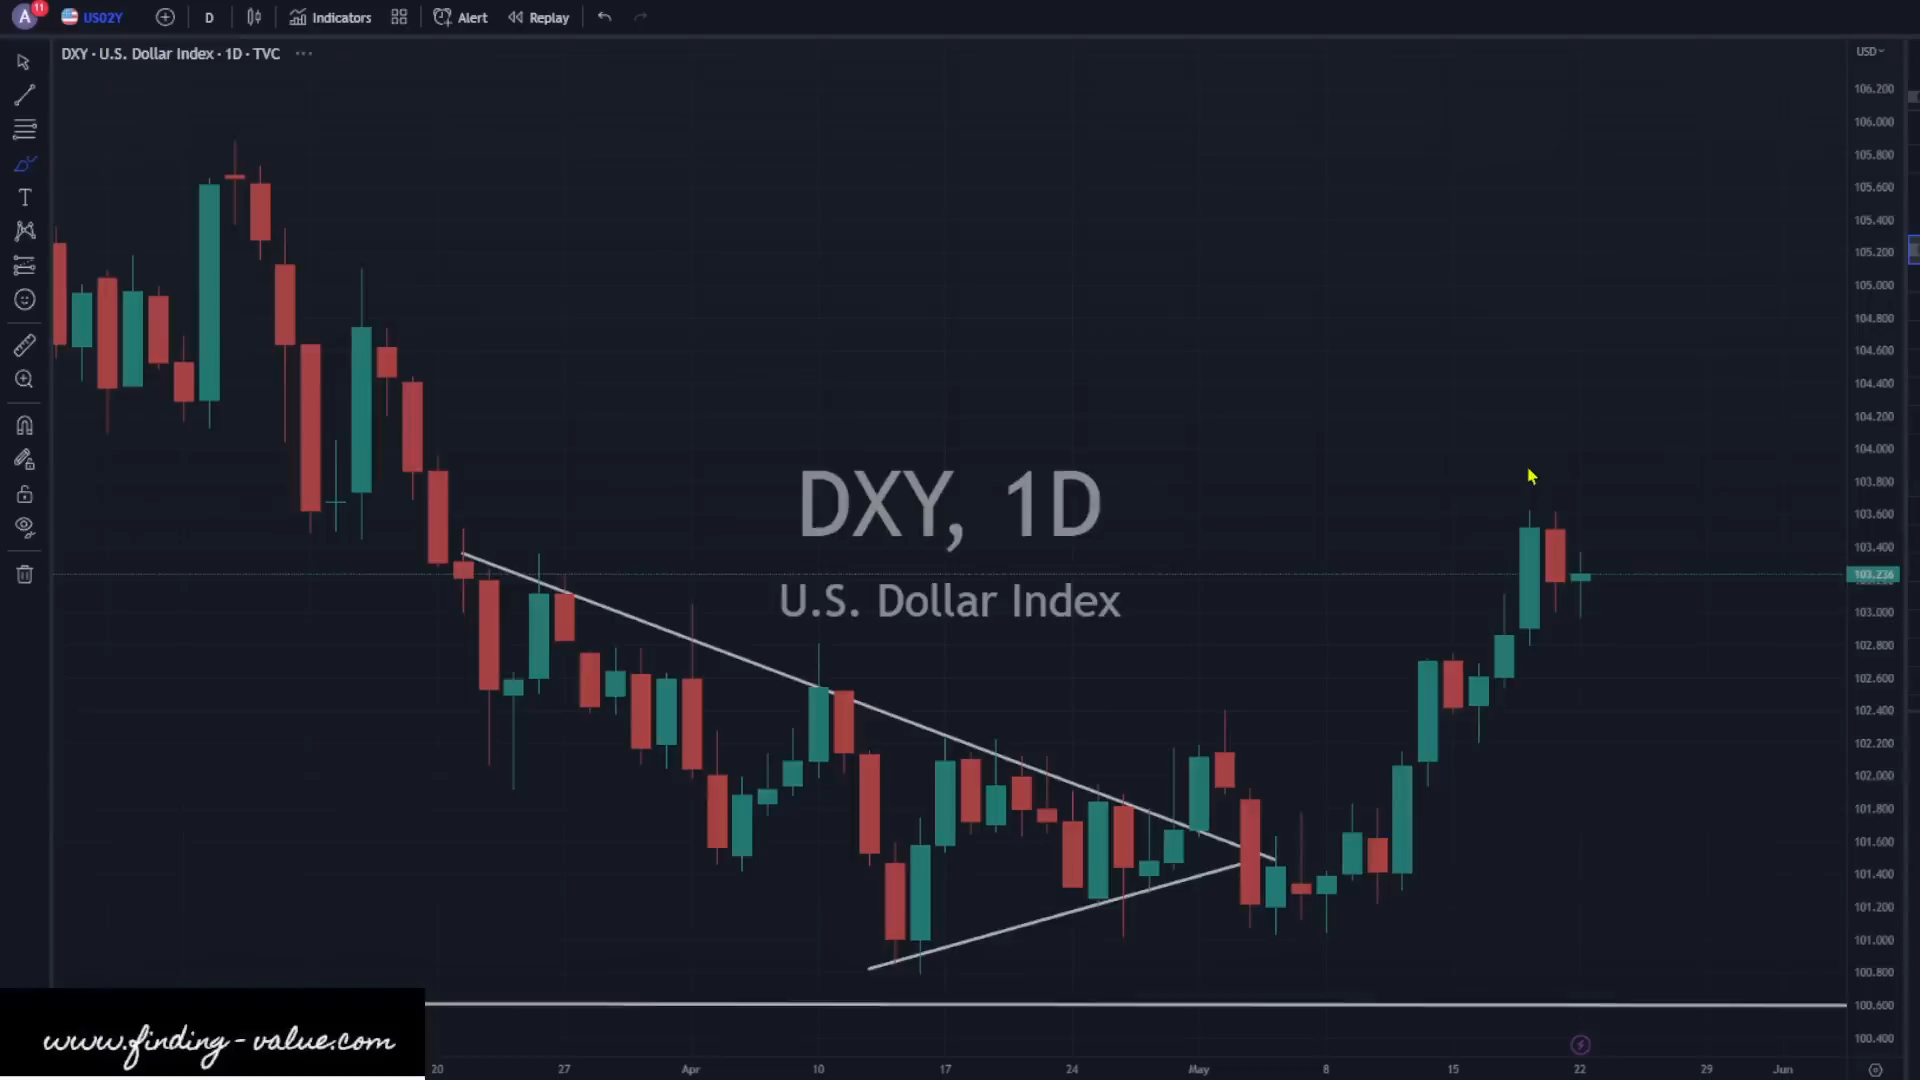 A
11
US02Y
D
Indicators
Alert
Replay
DXY · U.S. Dollar Index · 1D · TVC
USD
106.200
106.000
105.800
105.600
105.400
105.200
105.000
104.800
104.600
104.400
104.200
104.000
103.800
103.600
103.400
103.236
103.000
102.800
102.600
102.400
102.200
102.000
101.800
101.600
101.400
101.200
101.000
100.800
100.600
100.400
DXY, 1D
U.S. Dollar Index
T
www.finding-value.com
20
27
Apr
10
17
24
May
8
15
22
29
Jun